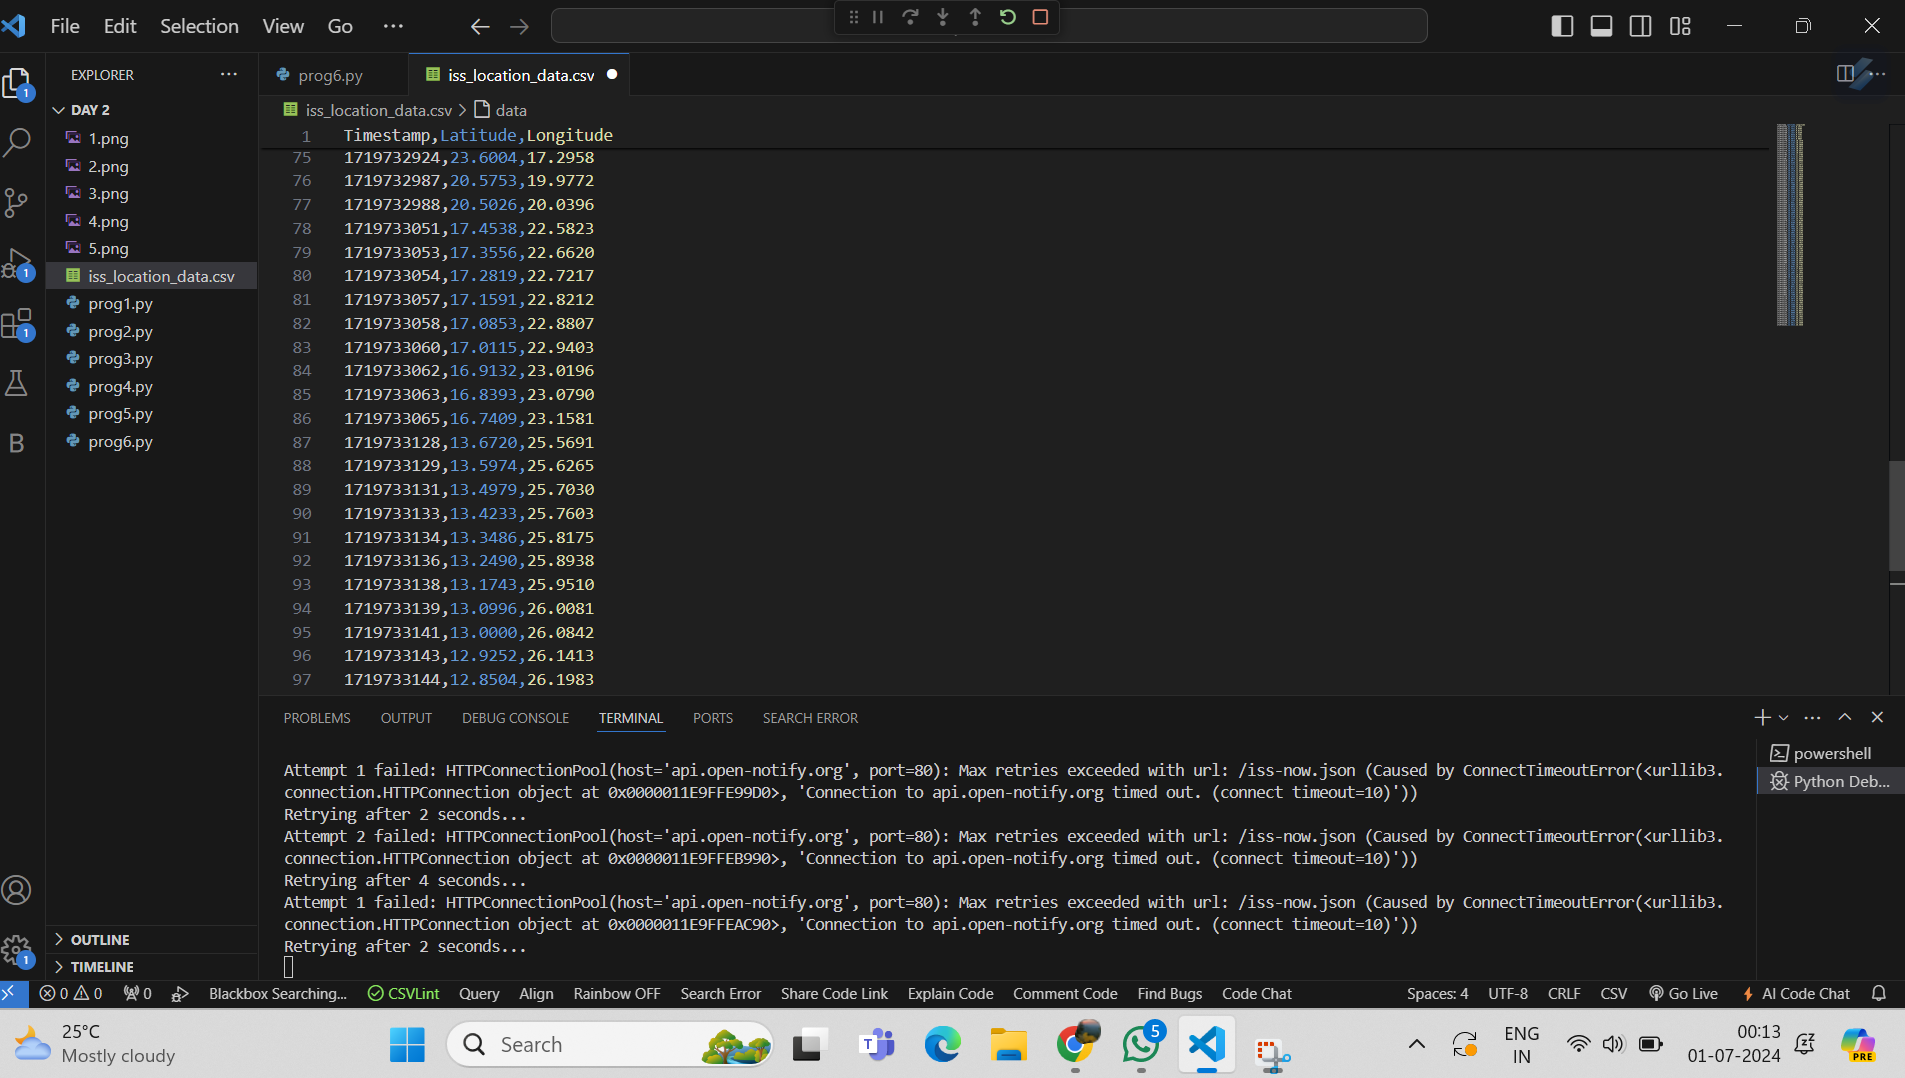 File Edit Selection View Go ···
EXPLORER ···
prog6.py
iss_location_data.csv
iss_location_data.csv > data
DAY 2
1.png
2.png
3.png
4.png
5.png
iss_location_data.csv
prog1.py
prog2.py
prog3.py
prog4.py
prog5.py
prog6.py
OUTLINE
TIMELINE
1
1
1
B
1
1 Timestamp,Latitude,Longitude
75 1719732924,23.6004,17.2958
76 1719732987,20.5753,19.9772
77 1719732988,20.5026,20.0396
78 1719733051,17.4538,22.5823
79 1719733053,17.3556,22.6620
80 1719733054,17.2819,22.7217
81 1719733057,17.1591,22.8212
82 1719733058,17.0853,22.8807
83 1719733060,17.0115,22.9403
84 1719733062,16.9132,23.0196
85 1719733063,16.8393,23.0790
86 1719733065,16.7409,23.1581
87 1719733128,13.6720,25.5691
88 1719733129,13.5974,25.6265
89 1719733131,13.4979,25.7030
90 1719733133,13.4233,25.7603
91 1719733134,13.3486,25.8175
92 1719733136,13.2490,25.8938
93 1719733138,13.1743,25.9510
94 1719733139,13.0996,26.0081
95 1719733141,13.0000,26.0842
96 1719733143,12.9252,26.1413
97 1719733144,12.8504,26.1983
PROBLEMS OUTPUT DEBUG CONSOLE TERMINAL PORTS SEARCH ERROR
Attempt 1 failed: HTTPConnectionPool(host='api.open-notify.org', port=80): Max retries exceeded with url: /iss-now.json (Caused by ConnectTimeoutError(<urllib3.
connection.HTTPConnection object at 0x0000011E9FFE99D0>, 'Connection to api.open-notify.org timed out. (connect timeout=10)'))
Retrying after 2 seconds...
Attempt 2 failed: HTTPConnectionPool(host='api.open-notify.org', port=80): Max retries exceeded with url: /iss-now.json (Caused by ConnectTimeoutError(<urllib3.
connection.HTTPConnection object at 0x0000011E9FFEB990>, 'Connection to api.open-notify.org timed out. (connect timeout=10)'))
Retrying after 4 seconds...
Attempt 1 failed: HTTPConnectionPool(host='api.open-notify.org', port=80): Max retries exceeded with url: /iss-now.json (Caused by ConnectTimeoutError(<urllib3.
connection.HTTPConnection object at 0x0000011E9FFEAC90>, 'Connection to api.open-notify.org timed out. (connect timeout=10)'))
Retrying after 2 seconds...
powershell
Python Deb...
0 0 0 Blackbox Searching... CSVLint Query Align Rainbow OFF Search Error Share Code Link Explain Code Comment Code Find Bugs Code Chat Spaces: 4 UTF-8 CRLF CSV Go Live AI Code Chat
25°C
Mostly cloudy
Search
T
5
ENG
IN
00:13
01-07-2024
PRE